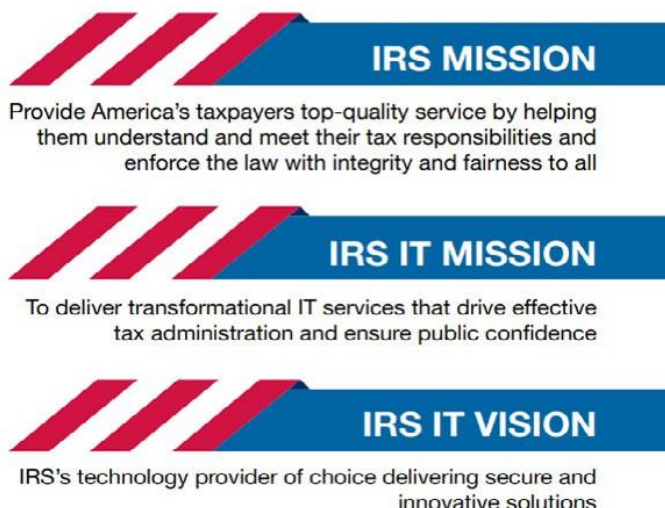 IRS MISSION
Provide America's taxpayers top-quality service by helping
them understand and meet their tax responsibilities and
enforce the law with integrity and fairness to all
IRS IT MISSION
To deliver transformational IT services that drive effective
tax administration and ensure public confidence
IRS IT VISION
IRS's technology provider of choice delivering secure and
innovative solutions